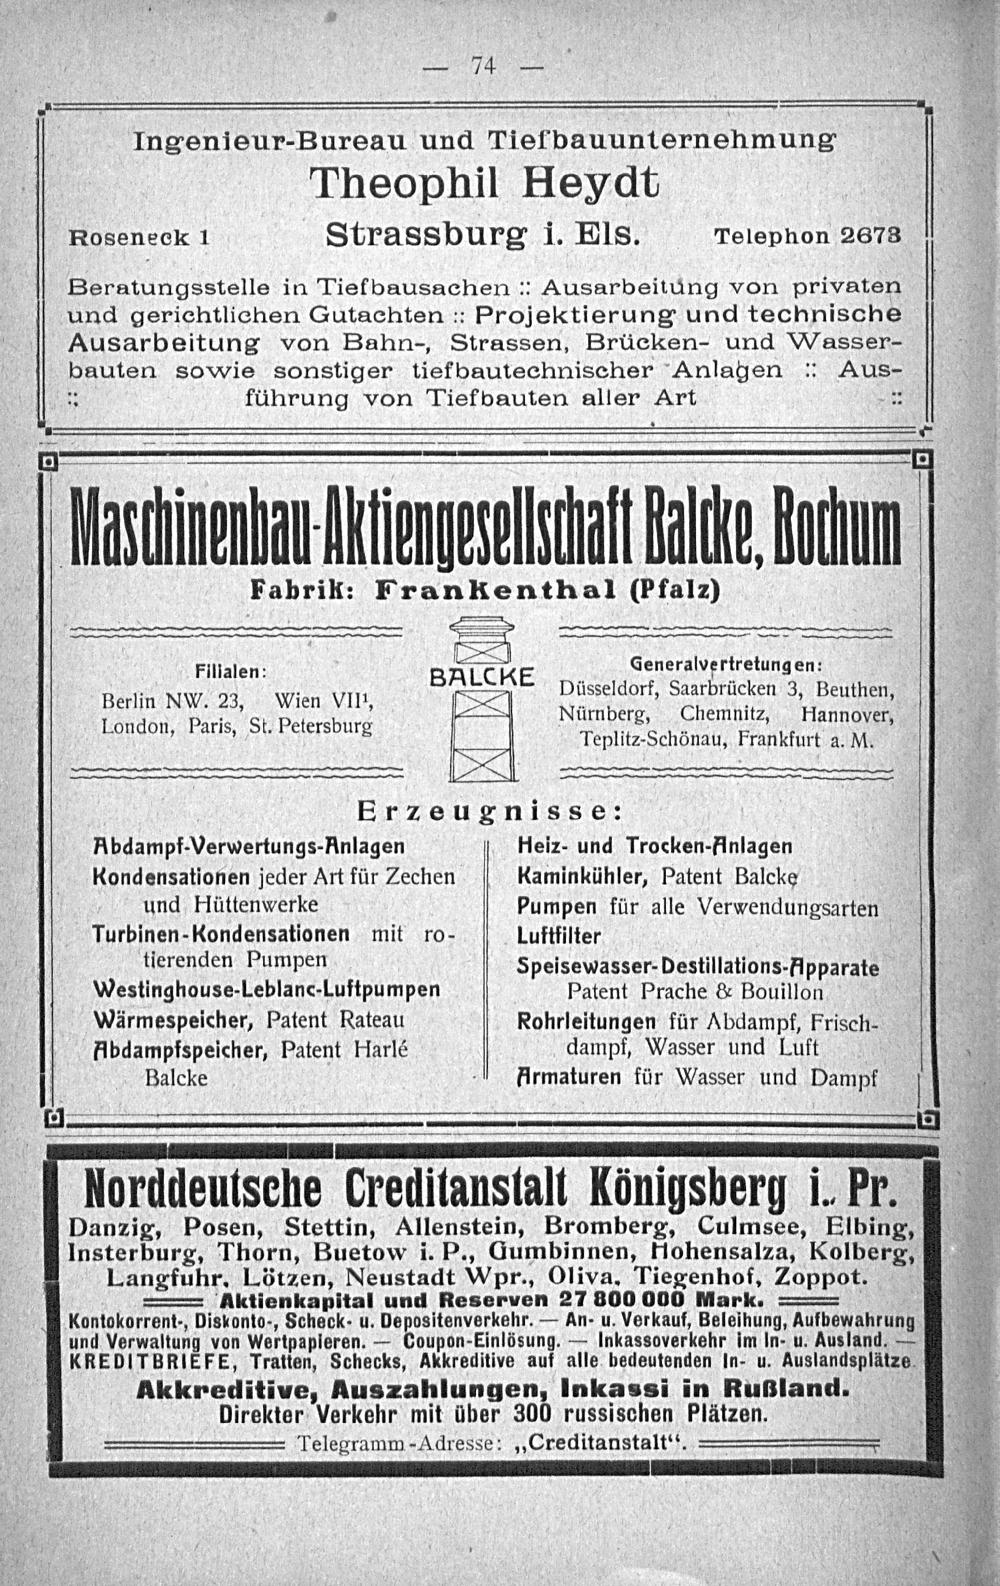 — 74 —
Ingenieur-Bureau und Tiefbauunternehmung
Theophil Heydt
Roseneck 1 Strassburg i. Els. Telephon 2673
Beratungsstelle in Tiefbausachen :: Ausarbeitung von privaten
und gerichtlichen Gutachten :: Projektierung und technische
Ausarbeitung von Bahn-, Strassen, Brücken- und Wasser-
bauten sowie sonstiger tiefbautechnischer Anlagen :: Aus-
:: führung von Tiefbauten aller Art ::
Maschinenbau-Aktiengesellschaft Balcke, Bochum
Fabrik: Frankenthal (Pfalz)
Filialen:
Berlin NW. 23, Wien VII¹,
London, Paris, St. Petersburg
BALCKE
Generalvertretungen:
Düsseldorf, Saarbrücken 3, Beuthen,
Nürnberg, Chemnitz, Hannover,
Teplitz-Schönau, Frankfurt a. M.
Erzeugnisse:
Abdampf-Verwertungs-Anlagen
Kondensationen jeder Art für Zechen
und Hüttenwerke
Turbinen-Kondensationen mit ro-
tierenden Pumpen
Westinghouse-Leblanc-Luftpumpen
Wärmespeicher, Patent Rateau
Abdampfspeicher, Patent Harlé
Balcke
Heiz- und Trocken-Anlagen
Kaminkühler, Patent Balcke
Pumpen für alle Verwendungsarten
Luftfilter
Speisewasser-Destillations-Apparate
Patent Prache & Bouillon
Rohrleitungen für Abdampf, Frisch-
dampf, Wasser und Luft
Armaturen für Wasser und Dampf
Norddeutsche Creditanstalt Königsberg i. Pr.
Danzig, Posen, Stettin, Allenstein, Bromberg, Culmsee, Elbing,
Insterburg, Thorn, Buetow i. P., Gumbinnen, Hohensalza, Kolberg,
Langfuhr, Lötzen, Neustadt Wpr., Oliva, Tiegenhof, Zoppot.
Aktienkapital und Reserven 27 800 000 Mark.
Kontokorrent-, Diskonto-, Scheck- u. Depositenverkehr. — An- u. Verkauf, Beleihung, Aufbewahrung
und Verwaltung von Wertpapieren. — Coupon-Einlösung. — Inkassoverkehr im In- u. Ausland. —
KREDITBRIEFE, Tratten, Schecks, Akkreditive auf alle bedeutenden In- u. Auslandsplätze.
Akkreditive, Auszahlungen, Inkassi in Rußland.
Direkter Verkehr mit über 300 russischen Plätzen.
Telegramm-Adresse: „Creditanstalt“.